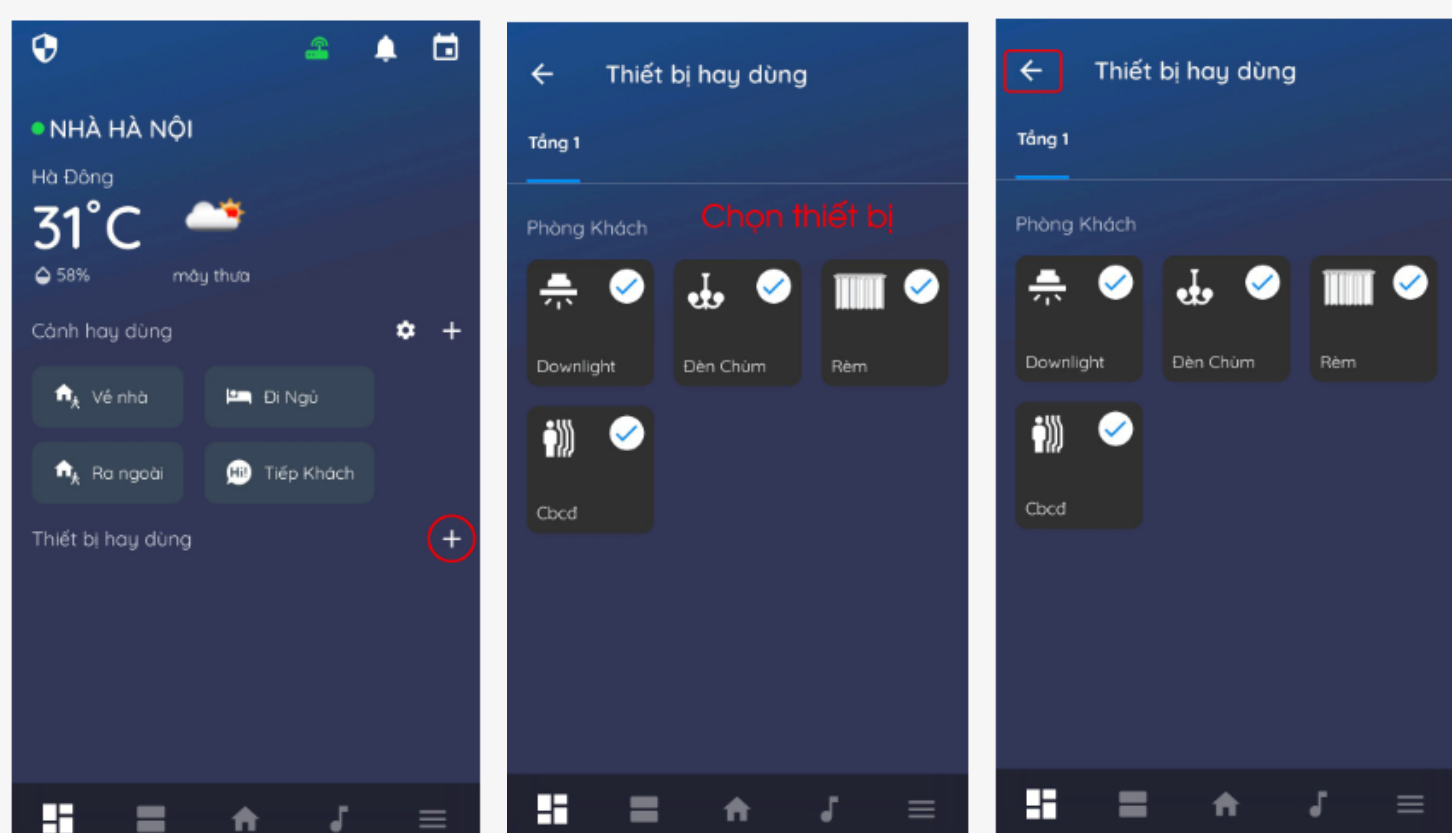 NHÀ HÀ NỘI
Hà Đông
31°C
58% mây thưa
Cảnh hay dùng
Về nhà
Đi Ngủ
Ra ngoài
Hi!
Tiếp Khách
Thiết bị hay dùng
Thiết bị hay dùng
Tầng 1
Chọn thiết bị
Phòng Khách
Downlight
Đèn Chùm
Rèm
Cbcđ
Thiết bị hay dùng
Tầng 1
Phòng Khách
Downlight
Đèn Chùm
Rèm
Cbcđ